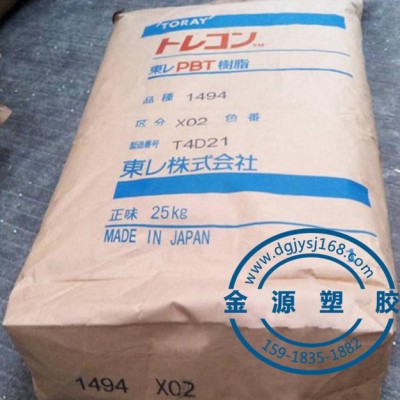 "TORAY"
トレコン™
東レPBT樹脂
品種 1494
区分 X02 色番
製造番号 T4D21
東レ株式会社
正味 25kg
MADE IN JAPAN
1494 X02
www.dgjysj168.com
金源塑胶
159-1835-1882